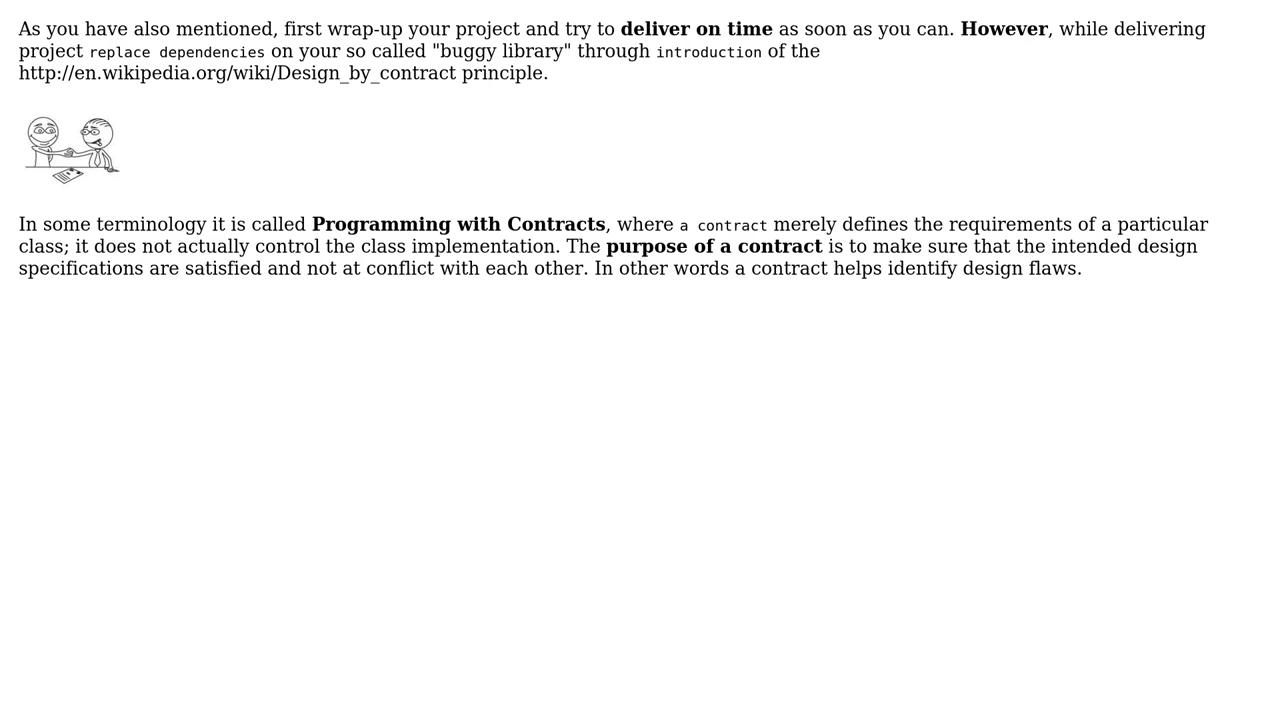 As you have also mentioned, first wrap-up your project and try to deliver on time as soon as you can. However, while delivering
project replace dependencies on your so called "buggy library" through introduction of the
http://en.wikipedia.org/wiki/Design_by_contract principle.
In some terminology it is called Programming with Contracts, where a contract merely defines the requirements of a particular
class; it does not actually control the class implementation. The purpose of a contract is to make sure that the intended design
specifications are satisfied and not at conflict with each other. In other words a contract helps identify design flaws.